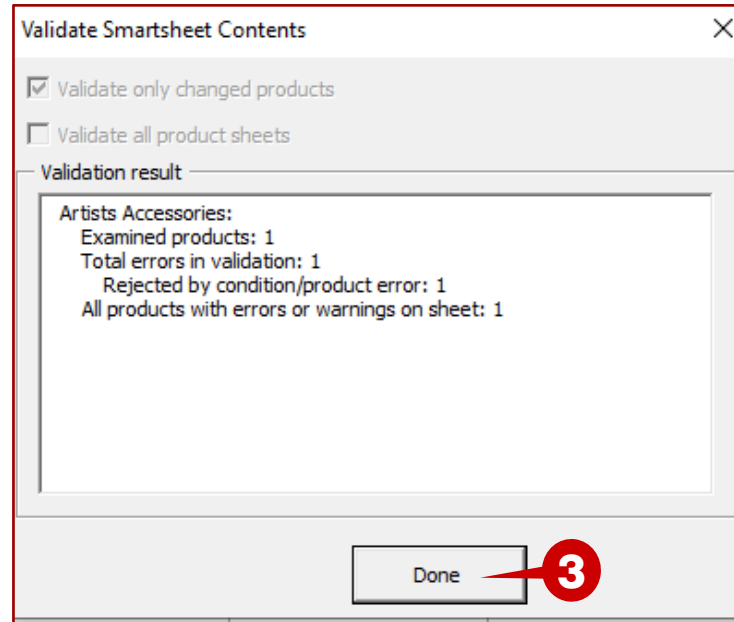 Validate Smartsheet Contents
Validate only changed products
Validate all product sheets
Validation result
Artists Accessories:
Examined products: 1
Total errors in validation: 1
Rejected by condition/product error: 1
All products with errors or warnings on sheet: 1
Done
3